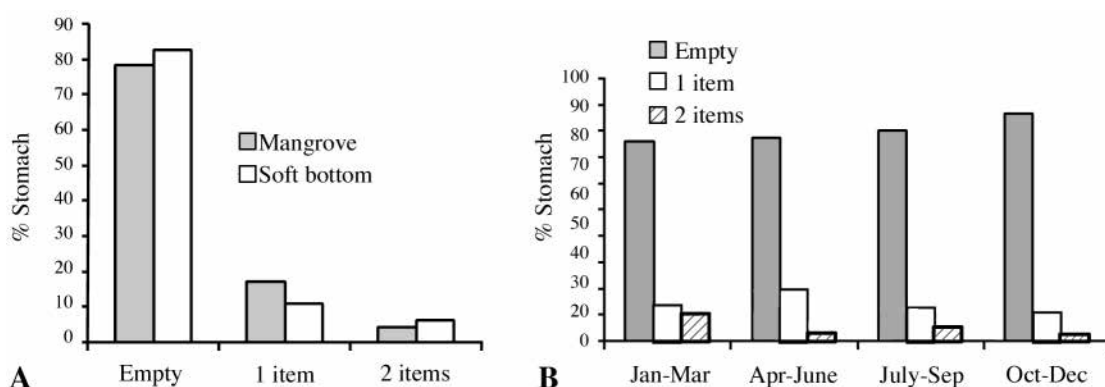 90
80
70
60
50
40
30
20
10
0
% Stomach
Mangrove
Soft bottom
A
Empty 1 item 2 items
Empty
1 item
2 items
100
90
80
70
60
50
40
30
20
10
0
% Stomach
B
Jan-Mar Apr-June July-Sep Oct-Dec